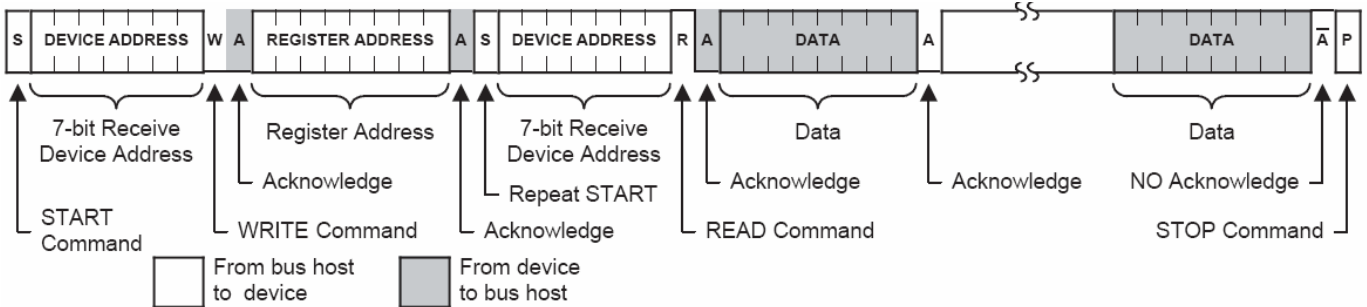 S DEVICE ADDRESS W A REGISTER ADDRESS A S DEVICE ADDRESS R A DATA A DATA A̅ P
7-bit Receive
Device Address
Register Address
7-bit Receive
Device Address
Data
Data
Acknowledge
Repeat START
Acknowledge
Acknowledge
NO Acknowledge
START
Command
WRITE Command
Acknowledge
READ Command
STOP Command
From bus host
to device
From device
to bus host